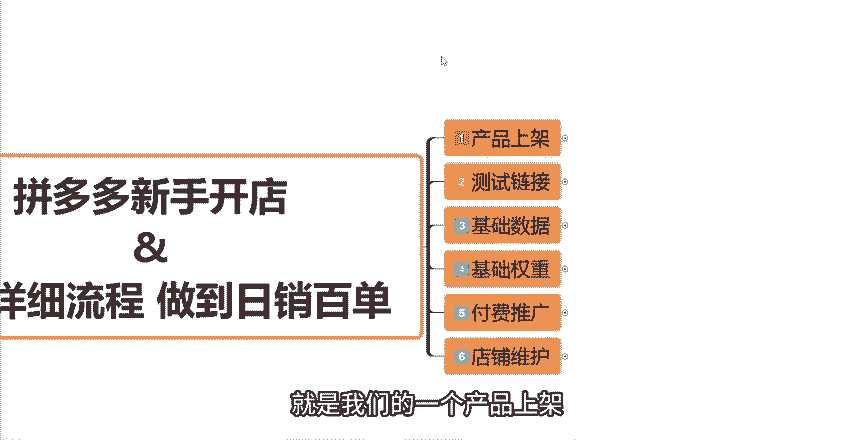 拼多多新手开店
&
详细流程 做到日销百单
1 产品上架
2 测试链接
3 基础数据
4 基础权重
5 付费推广
6 店铺维护
就是我们的一个产品上架